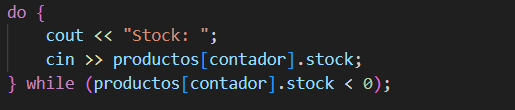 do {
    cout << "Stock: ";
    cin >> productos[contador].stock;
} while (productos[contador].stock < 0);